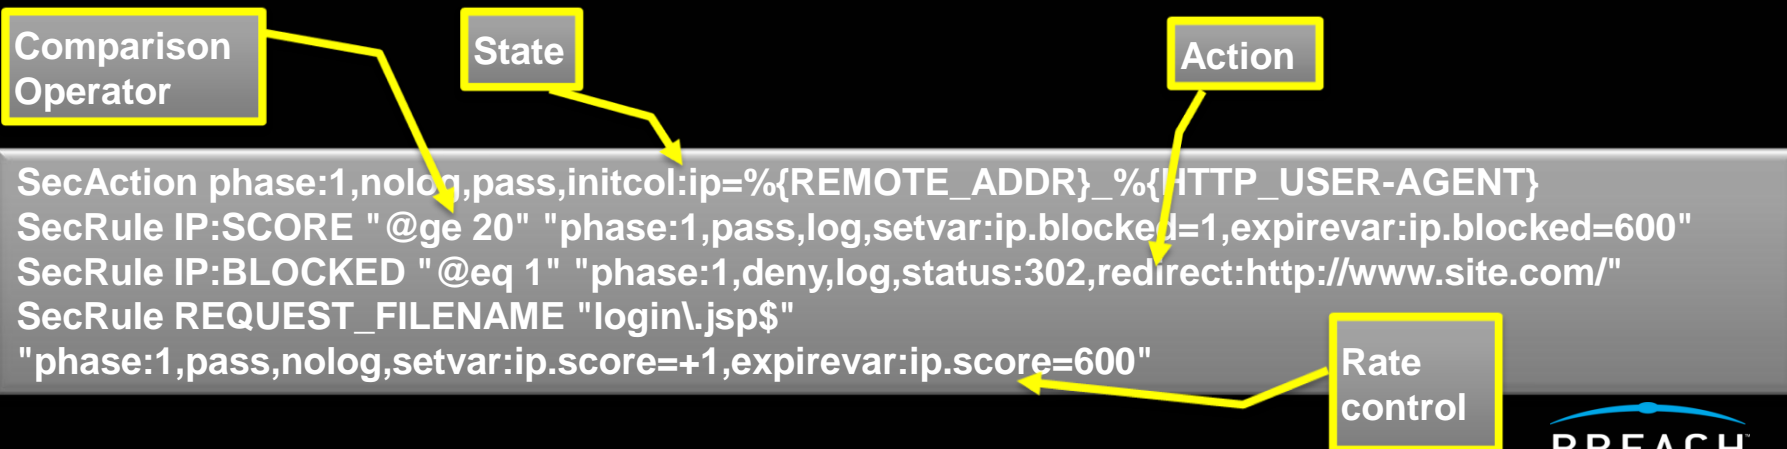 Comparison
Operator
State
Action
SecAction phase:1,nolog,pass,initcol:ip=%{REMOTE_ADDR}_%{HTTP_USER-AGENT}
SecRule IP:SCORE "@ge 20" "phase:1,pass,log,setvar:ip.blocked=1,expirevar:ip.blocked=600"
SecRule IP:BLOCKED "@eq 1" "phase:1,deny,log,status:302,redirect:http://www.site.com/"
SecRule REQUEST_FILENAME "login\.jsp$"
"phase:1,pass,nolog,setvar:ip.score=+1,expirevar:ip.score=600"
Rate
control
BREACH